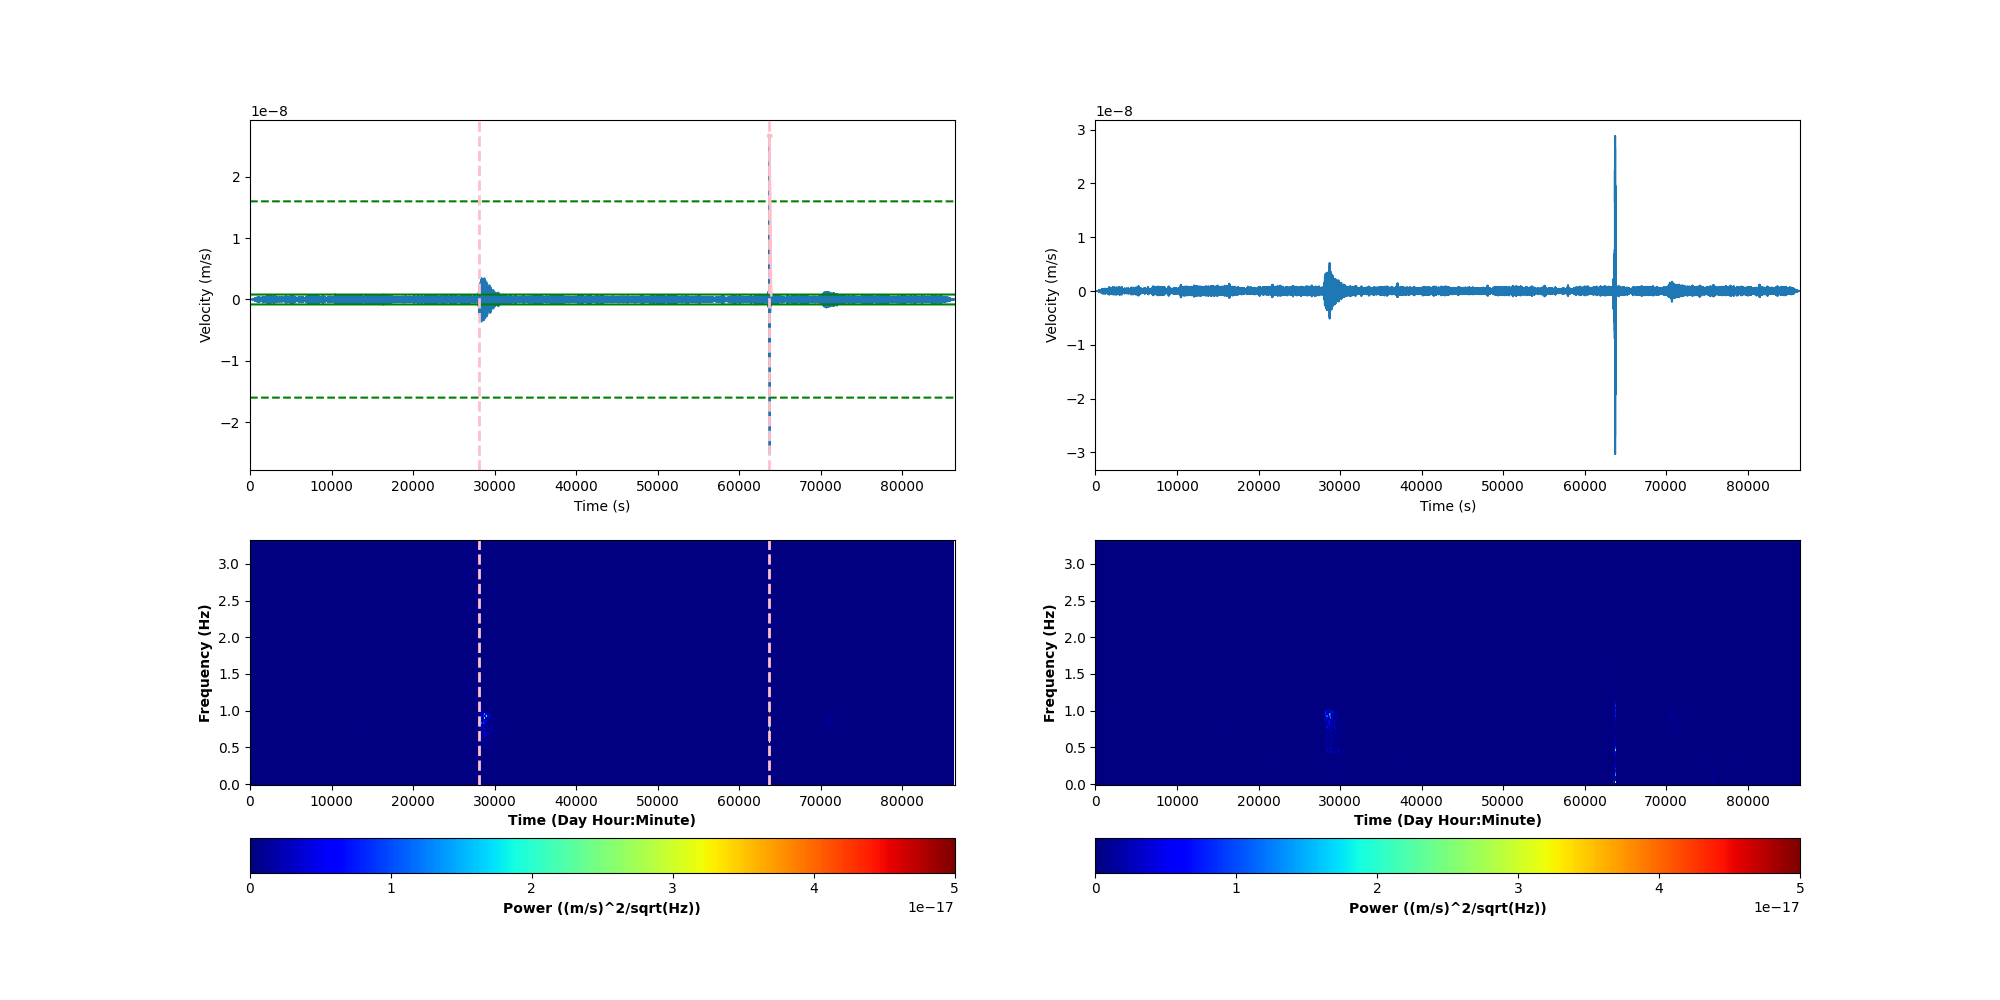 1e−8
2
1
0
−1
−2
Velocity (m/s)
0 10000 20000 30000 40000 50000 60000 70000 80000
Time (s)
1e−8
3
2
1
0
−1
−2
−3
Velocity (m/s)
0 10000 20000 30000 40000 50000 60000 70000 80000
Time (s)
3.0
2.5
2.0
1.5
1.0
0.5
0.0
Frequency (Hz)
0 10000 20000 30000 40000 50000 60000 70000 80000
Time (Day Hour:Minute)
0 1 2 3 4 5
Power ((m/s)^2/sqrt(Hz))
1e−17
3.0
2.5
2.0
1.5
1.0
0.5
0.0
Frequency (Hz)
0 10000 20000 30000 40000 50000 60000 70000 80000
Time (Day Hour:Minute)
0 1 2 3 4 5
Power ((m/s)^2/sqrt(Hz))
1e−17